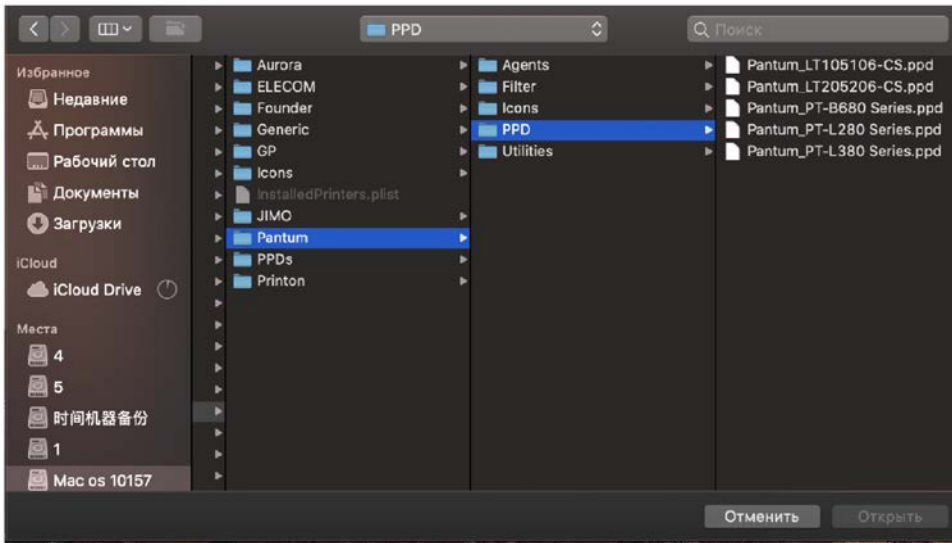 PPD
Поиск
Избранное
Недавние
Программы
Рабочий стол
Документы
Загрузки
iCloud
iCloud Drive
Места
4
5
时间机器备份
1
Mac os 10157
Aurora
ELECOM
Founder
Generic
GP
Icons
InstalledPrinters.plist
JIMO
Pantum
PPDs
Printon
Agents
Filter
Icons
PPD
Utilities
Pantum_LT105106-CS.ppd
Pantum_LT205206-CS.ppd
Pantum_PT-B680 Series.ppd
Pantum_PT-L280 Series.ppd
Pantum_PT-L380 Series.ppd
Отменить
Открыть